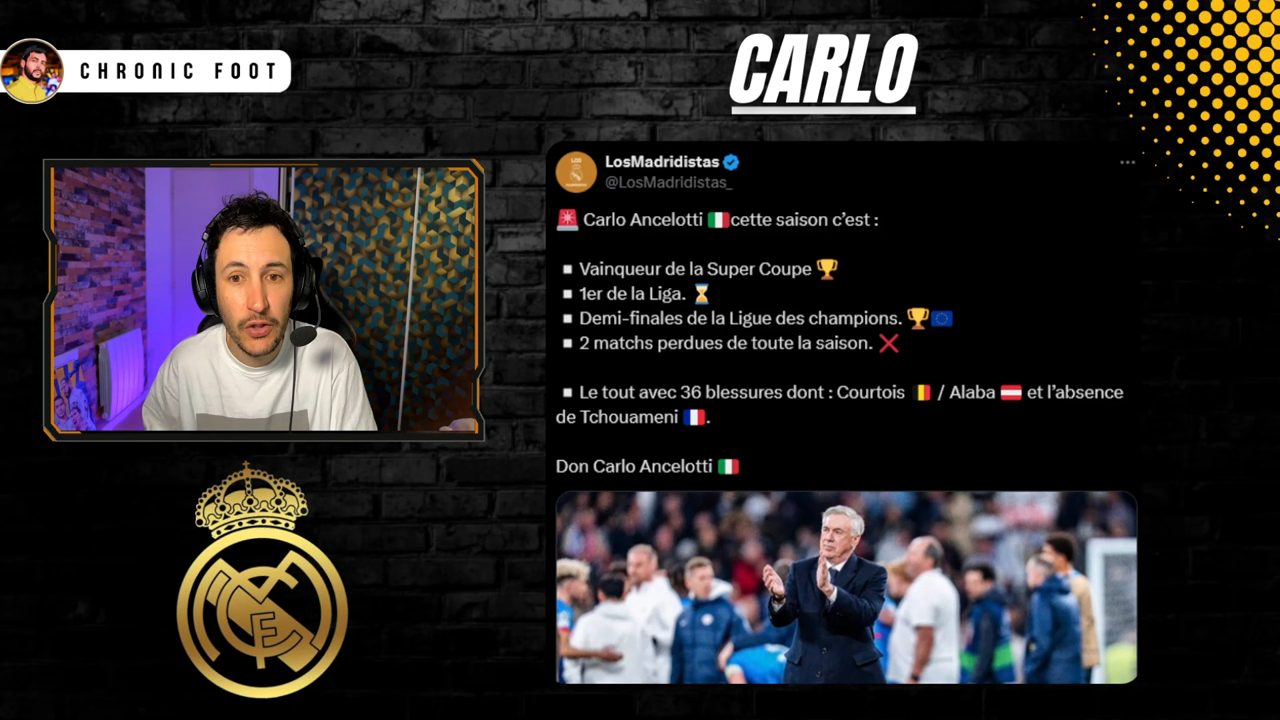 CHRONIC FOOT
CARLO
LosMadridistas
@LosMadridistas_
🚨 Carlo Ancelotti 🇮🇹cette saison c’est :
▪️ Vainqueur de la Super Coupe 🏆
▪️ 1er de la Liga. ⏳
▪️ Demi-finales de la Ligue des champions. 🏆🇪🇺
▪️ 2 matchs perdues de toute la saison. ❌
▪️ Le tout avec 36 blessures dont : Courtois 🇧🇪 / Alaba 🇦🇹 et l’absence
de Tchouameni 🇫🇷.
Don Carlo Ancelotti 🇮🇹